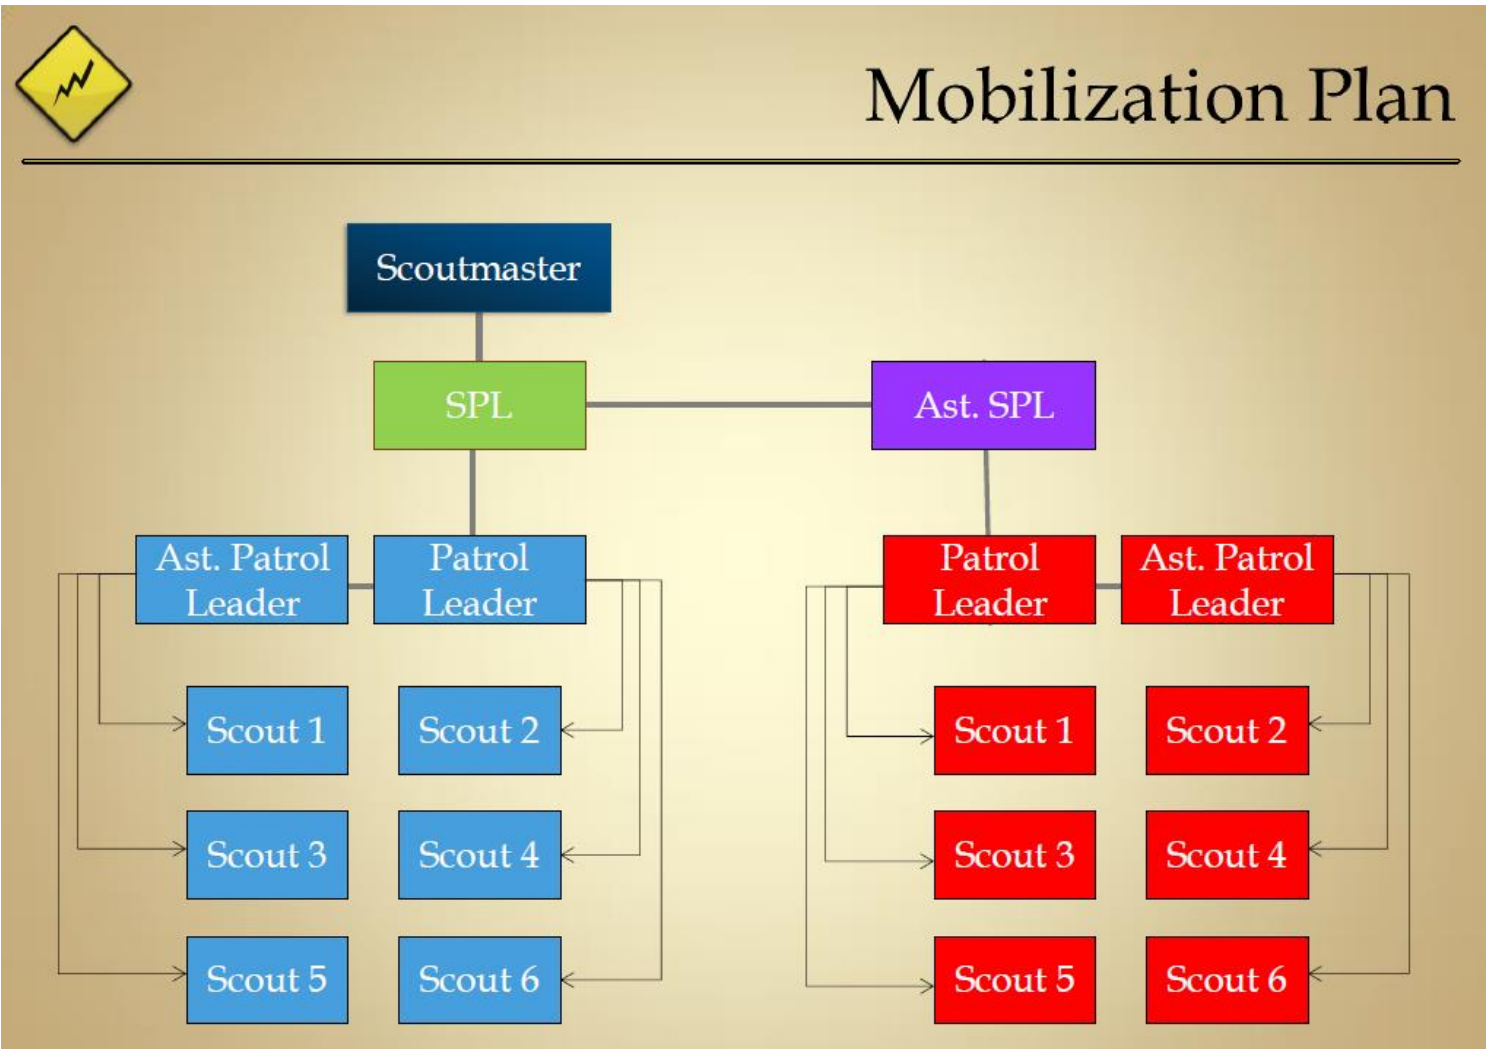 Mobilization Plan
Scoutmaster
SPL
Ast. SPL
Ast. Patrol
Leader
Patrol
Leader
Patrol
Leader
Ast. Patrol
Leader
Scout 1
Scout 2
Scout 1
Scout 2
Scout 3
Scout 4
Scout 3
Scout 4
Scout 5
Scout 6
Scout 5
Scout 6